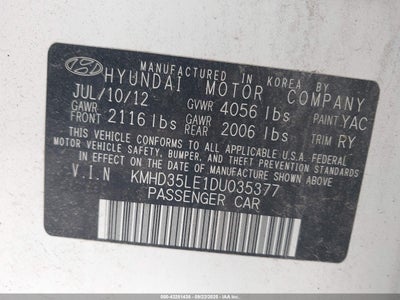 MANUFACTURED IN KOREA BY
HYUNDAI MOTOR COMPANY
JUL/10/12 GVWR 4056 lbs PAINT YAC
GAWR FRONT 2116 lbs GAWR REAR 2006 lbs TRIM RY
THIS VEHICLE CONFORMS TO ALL APPLICABLE U.S.A. FEDERAL
MOTOR VEHICLE SAFETY, BUMPER, AND THEFT PREVENTION
STANDARDS IN EFFECT ON THE DATE OF MANUFACTURE SHOWN ABOVE.
V.I.N KMHD35LE1DU035377
PASSENGER CAR